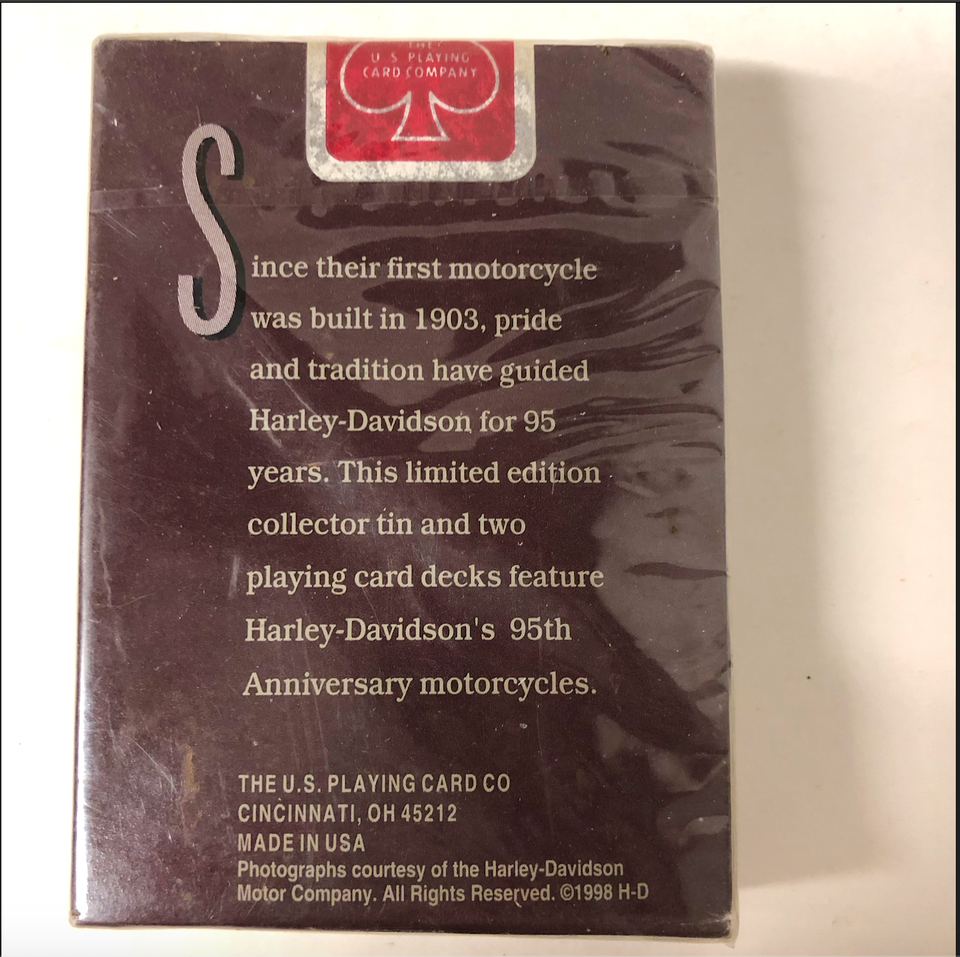 THE
U S PLAYING
CARD COMPANY
Since their first motorcycle
was built in 1903, pride
and tradition have guided
Harley-Davidson for 95
years. This limited edition
collector tin and two
playing card decks feature
Harley-Davidson's 95th
Anniversary motorcycles.
THE U.S. PLAYING CARD CO
CINCINNATI, OH 45212
MADE IN USA
Photographs courtesy of the Harley-Davidson
Motor Company. All Rights Reserved. ©1998 H-D